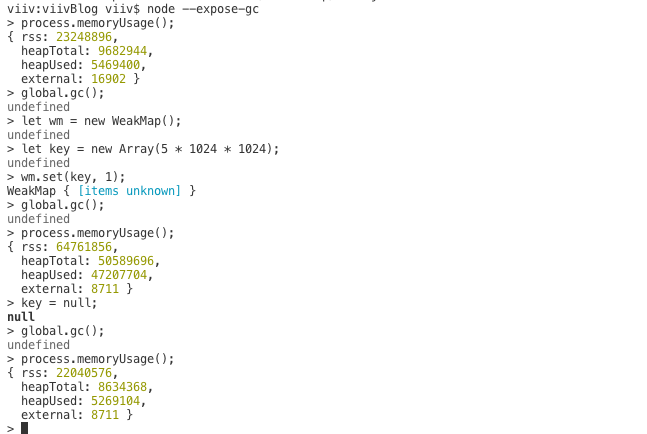 viiv:viivBlog viiv$ node --expose-gc
> process.memoryUsage();
{ rss: 23248896,
  heapTotal: 9682944,
  heapUsed: 5469400,
  external: 16902 }
> global.gc();
undefined
> let wm = new WeakMap();
undefined
> let key = new Array(5 * 1024 * 1024);
undefined
> wm.set(key, 1);
WeakMap { [items unknown] }
> global.gc();
undefined
> process.memoryUsage();
{ rss: 64761856,
  heapTotal: 50589696,
  heapUsed: 47207704,
  external: 8711 }
> key = null;
null
> global.gc();
undefined
> process.memoryUsage();
{ rss: 22040576,
  heapTotal: 8634368,
  heapUsed: 5269104,
  external: 8711 }
>